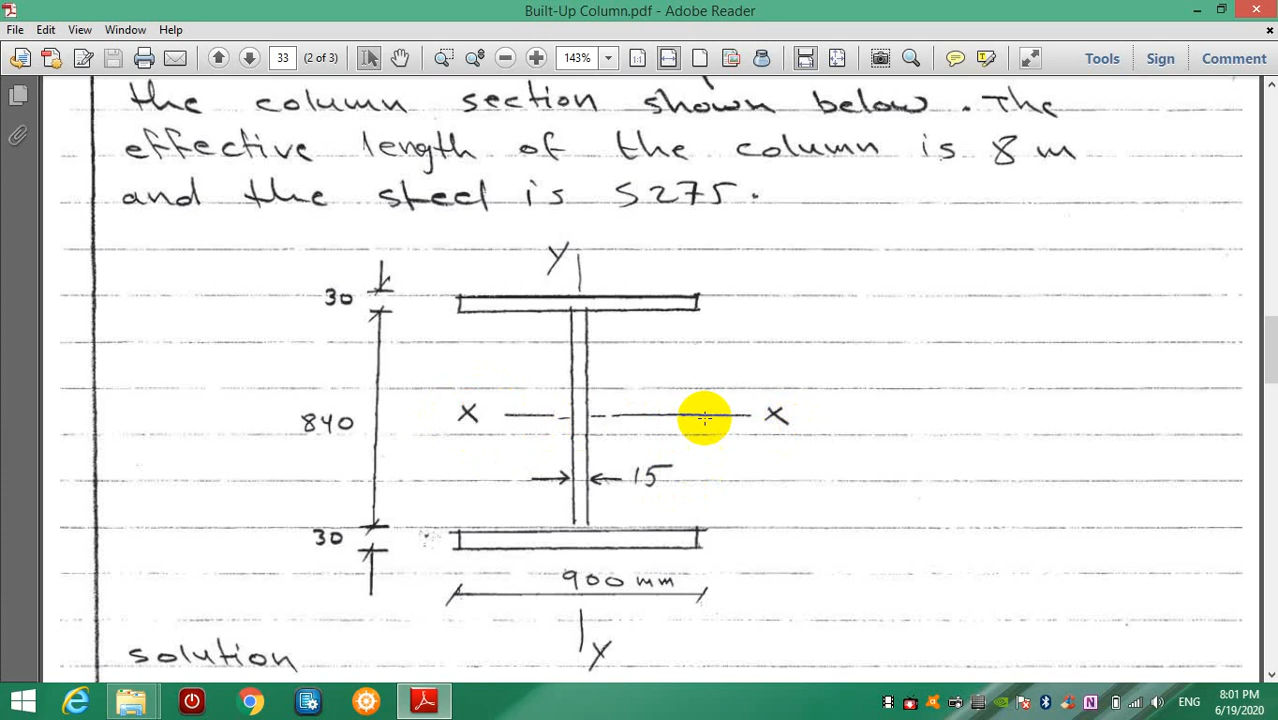 Built-Up Column.pdf - Adobe Reader
File Edit View Window Help
33 (2 of 3) 143% Tools Sign Comment
the column section shown below. The
effective length of the column is 8 m
and the steel is S275.
Y
30
X X
840
15
30
900 mm
Y
solution
ENG
8:01 PM
6/19/2020